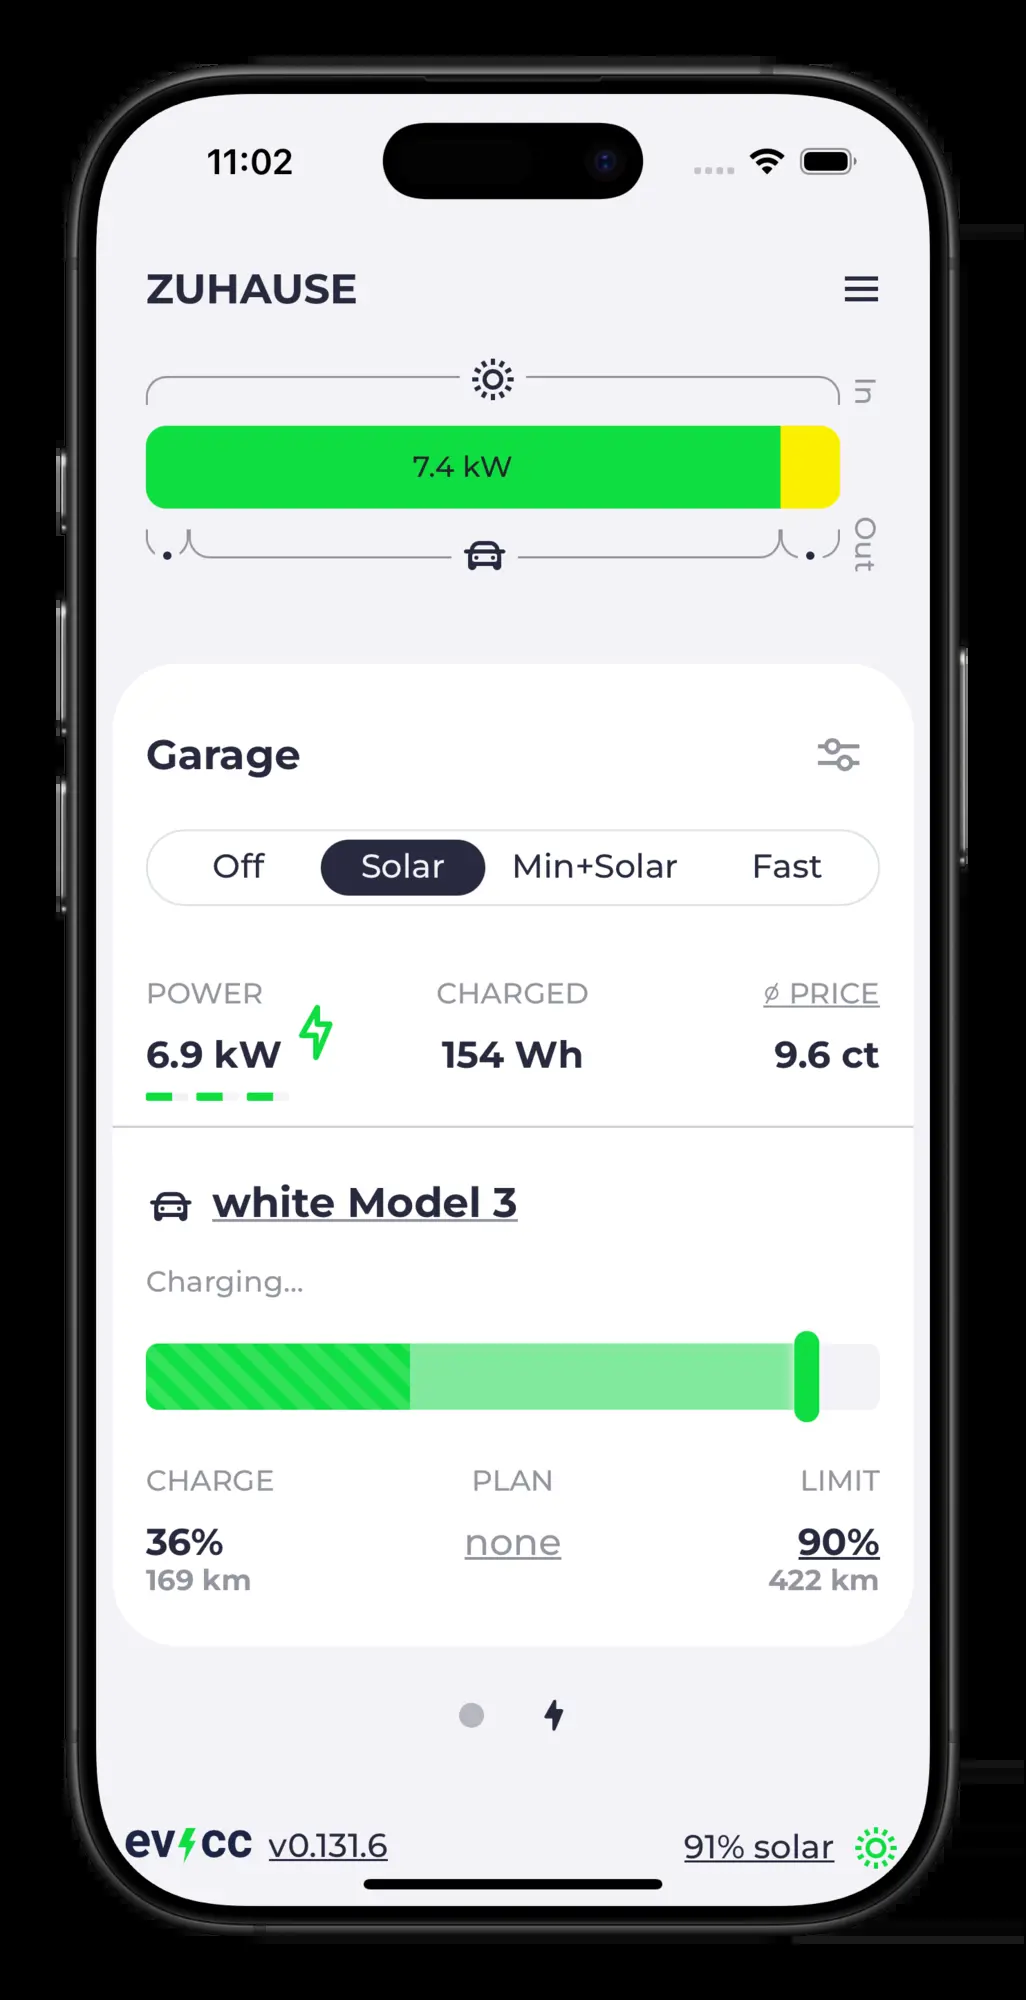 11:02
ZUHAUSE
In
7.4 kW
Out
Garage
Off Solar Min+Solar Fast
POWER CHARGED ø PRICE
6.9 kW 154 Wh 9.6 ct
white Model 3
Charging...
CHARGE PLAN LIMIT
36% none 90%
169 km 422 km
evcc v0.131.6 91% solar